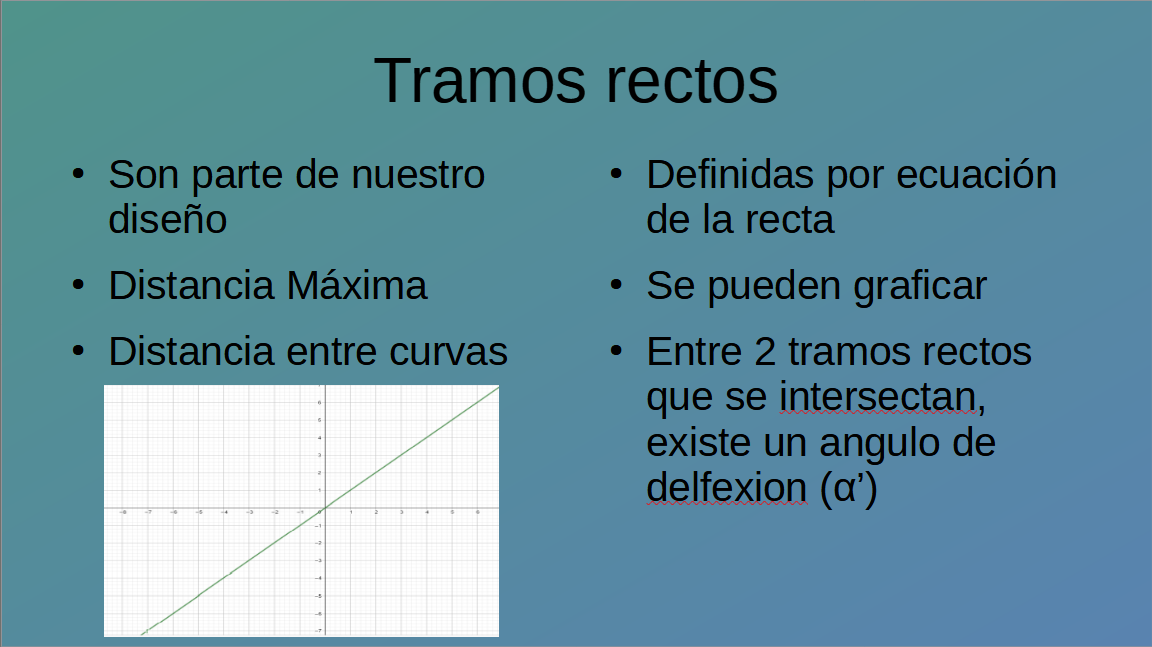 Tramos rectos
• Son parte de nuestro
diseño
• Distancia Máxima
• Distancia entre curvas
• Definidas por ecuación
de la recta
• Se pueden graficar
• Entre 2 tramos rectos
que se intersectan,
existe un angulo de
delfexion (α’)
6
5
4
3
2
1
−8 −7 −6 −5 −4 −3 −2 −1 0 1 2 3 4 5 6
−1
−2
−3
−4
−5
−6
−7